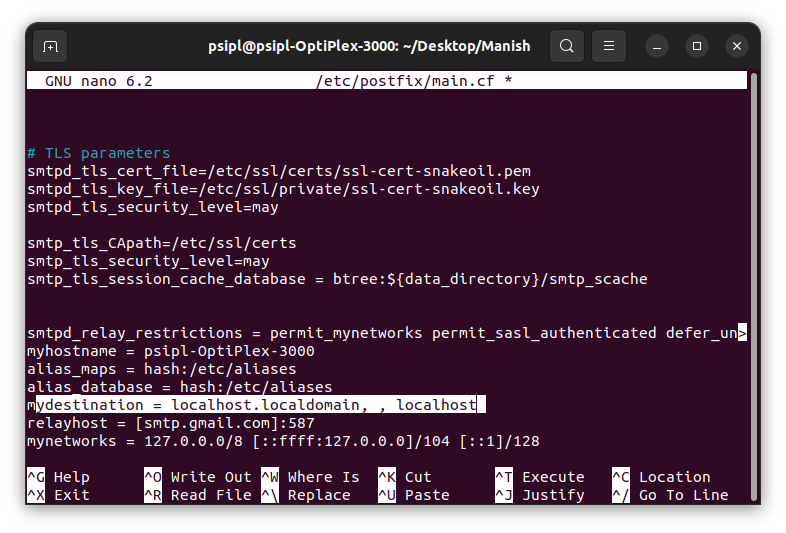 psipl@psipl-OptiPlex-3000: ~/Desktop/Manish
GNU nano 6.2 /etc/postfix/main.cf *
# TLS parameters
smtpd_tls_cert_file=/etc/ssl/certs/ssl-cert-snakeoil.pem
smtpd_tls_key_file=/etc/ssl/private/ssl-cert-snakeoil.key
smtpd_tls_security_level=may
smtp_tls_CApath=/etc/ssl/certs
smtp_tls_security_level=may
smtp_tls_session_cache_database = btree:${data_directory}/smtp_scache
smtpd_relay_restrictions = permit_mynetworks permit_sasl_authenticated defer_un>
myhostname = psipl-OptiPlex-3000
alias_maps = hash:/etc/aliases
alias_database = hash:/etc/aliases
mydestination = localhost.localdomain, , localhost
relayhost = [smtp.gmail.com]:587
mynetworks = 127.0.0.0/8 [::ffff:127.0.0.0]/104 [::1]/128
^G Help ^O Write Out ^W Where Is ^K Cut ^T Execute ^C Location
^X Exit ^R Read File ^\ Replace ^U Paste ^J Justify ^/ Go To Line